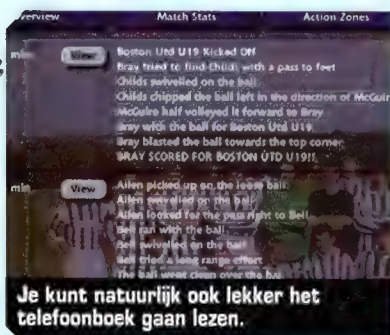 erview Match Stats Action Zones
min View Boston Utd U19 Kicked Off
Bray tried to find Childs with a pass to feet
Childs swivelled on the ball
Childs chipped the ball left in the direction of McGuir
McGuire half volleyed it forward to Bray
Bray with the ball for Boston Utd U19
Bray blasted the ball towards the top corner
BRAY SCORED FOR BOSTON UTD U19!!
min View Allen picked up on the loose ball
Allen swivelled on the ball
Allen looked for the pass right to Bell
Bell ran with the ball
Bell swivelled on the ball
Bell tried a long range effort
The ball went clean over the bar
Je kunt natuurlijk ook lekker het
telefoonboek gaan lezen.